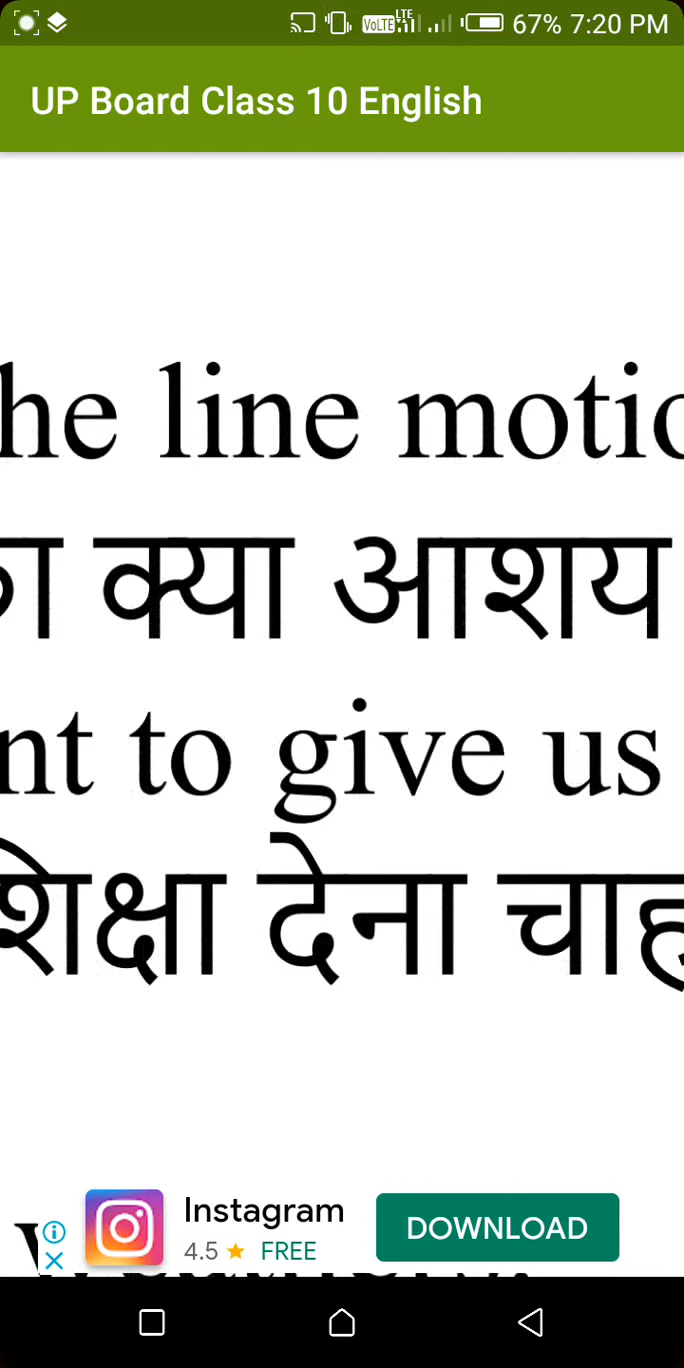 67% 7:20 PM
UP Board Class 10 English
he line motio
ा क्या आशय
nt to give us
शिक्षा देना चाह
Instagram
4.5 FREE
DOWNLOAD